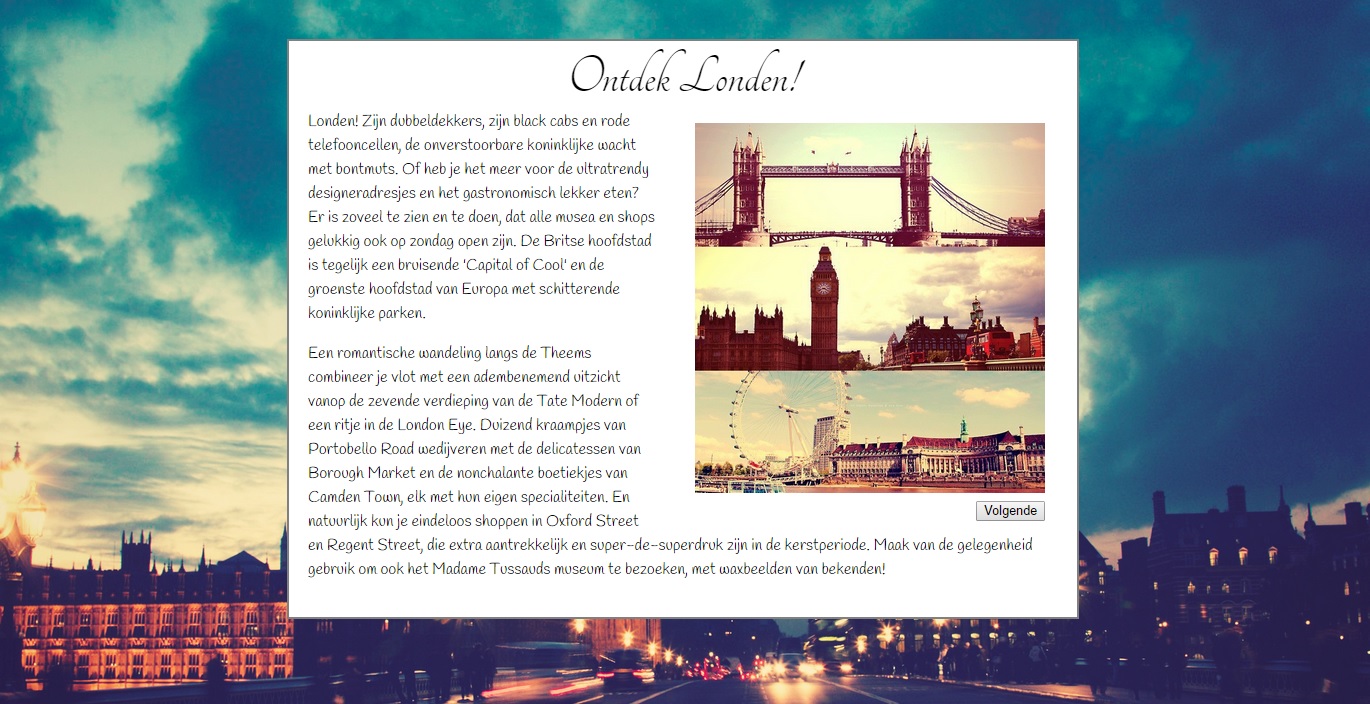 Ontdek Londen!
Londen! Zijn dubbeldekkers, zijn black cabs en rode
telefooncellen, de onverstoorbare koninklijke wacht
met bontmuts. Of heb je het meer voor de ultratrendy
designeradresjes en het gastronomisch lekker eten?
Er is zoveel te zien en te doen, dat alle musea en shops
gelukkig ook op zondag open zijn. De Britse hoofdstad
is tegelijk een bruisende 'Capital of Cool' en de
groenste hoofdstad van Europa met schitterende
koninklijke parken.
Een romantische wandeling langs de Theems
combineer je vlot met een adembenemend uitzicht
vanop de zevende verdieping van de Tate Modern of
een ritje in de London Eye. Duizend kraampjes van
Portobello Road wedijveren met de delicatessen van
Borough Market en de nonchalante boetiekjes van
Camden Town, elk met hun eigen specialiteiten. En
natuurlijk kun je eindeloos shoppen in Oxford Street
en Regent Street, die extra aantrekkelijk en super-de-superdruk zijn in de kerstperiode. Maak van de gelegenheid
gebruik om ook het Madame Tussauds museum te bezoeken, met waxbeelden van bekenden!
Volgende